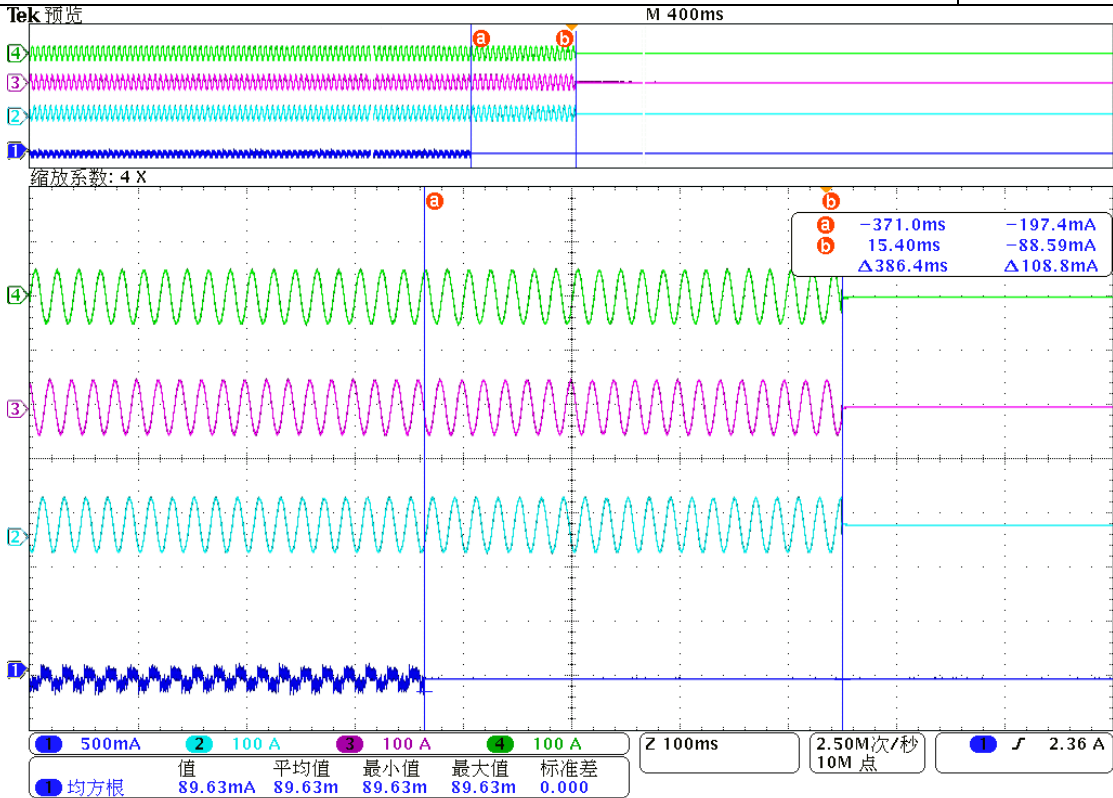 Tek 预览 M 400ms
a b
4
3
2
1
缩放系数: 4 X
a b
a -371.0ms -197.4mA
b 15.40ms -88.59mA
Δ386.4ms Δ108.8mA
4
3
2
1
1 500mA 2 100 A 3 100 A 4 100 A Z 100ms 2.50M次/秒 1 2.36 A
10M 点
值 平均值 最小值 最大值 标准差
1 均方根 89.63mA 89.63m 89.63m 89.63m 0.000